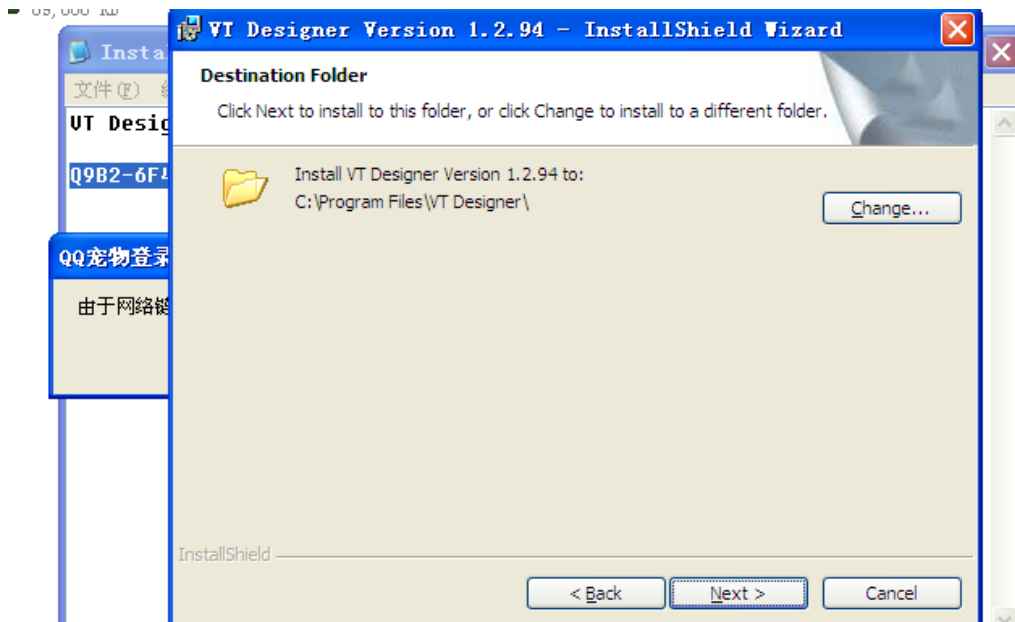 VT Designer Version 1.2.94 - InstallShield Wizard
Insta
Destination Folder
文件(F)
Click Next to install to this folder, or click Change to install to a different folder.
VT Desig
Q9B2-6F
Install VT Designer Version 1.2.94 to:
C:\Program Files\VT Designer\
Change...
QQ宠物登录
由于网络链
InstallShield
< Back
Next >
Cancel